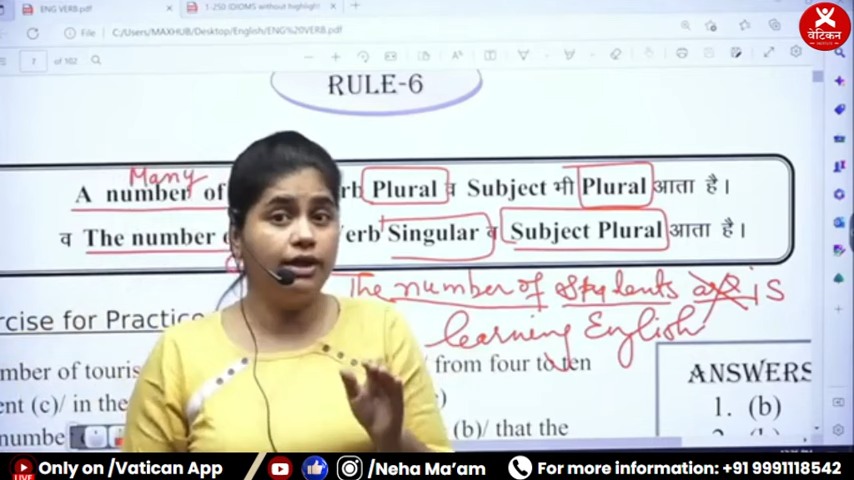 ENG VERB.pdf
1-250 IDIOMS without highligh
File
C:/Users/MAXHUB/Desktop/English/ENG%20VERB.pdf
7 of 102
वेटिकन
RULE-6
Many
A number of Plural व Subject भी Plural आता है।
व The number Singular व Subject Plural आता है।
The number of students are is
learning English
cise for Practice
mber of touris from four to ten
ent (c)/ in the
numbe (b)/ that the
ANSWERS
1. (b)
LIVE Only on/Vatican App /Neha Ma'am For more information: +91 9991118542